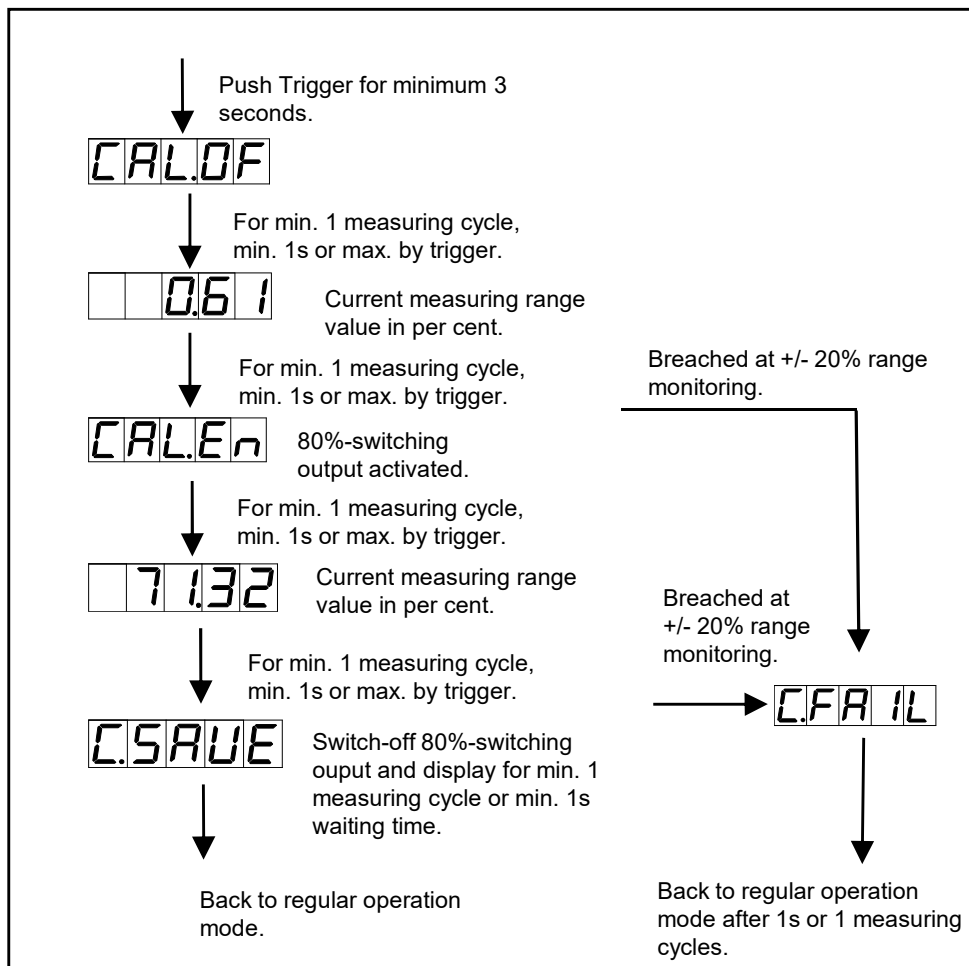 Push Trigger for minimum 3
seconds.
CAL.OF
For min. 1 measuring cycle,
min. 1s or max. by trigger.
0.61
Current measuring range
value in per cent.
For min. 1 measuring cycle,
min. 1s or max. by trigger.
Breached at +/- 20% range
monitoring.
CAL.En
80%-switching
output activated.
For min. 1 measuring cycle,
min. 1s or max. by trigger.
71.32
Current measuring range
value in per cent.
Breached at
+/- 20% range
monitoring.
For min. 1 measuring cycle,
min. 1s or max. by trigger.
C.SAVE
C.FAIL
Switch-off 80%-switching
ouput and display for min. 1
measuring cycle or min. 1s
waiting time.
Back to regular operation
mode.
Back to regular operation
mode after 1s or 1 measuring
cycles.